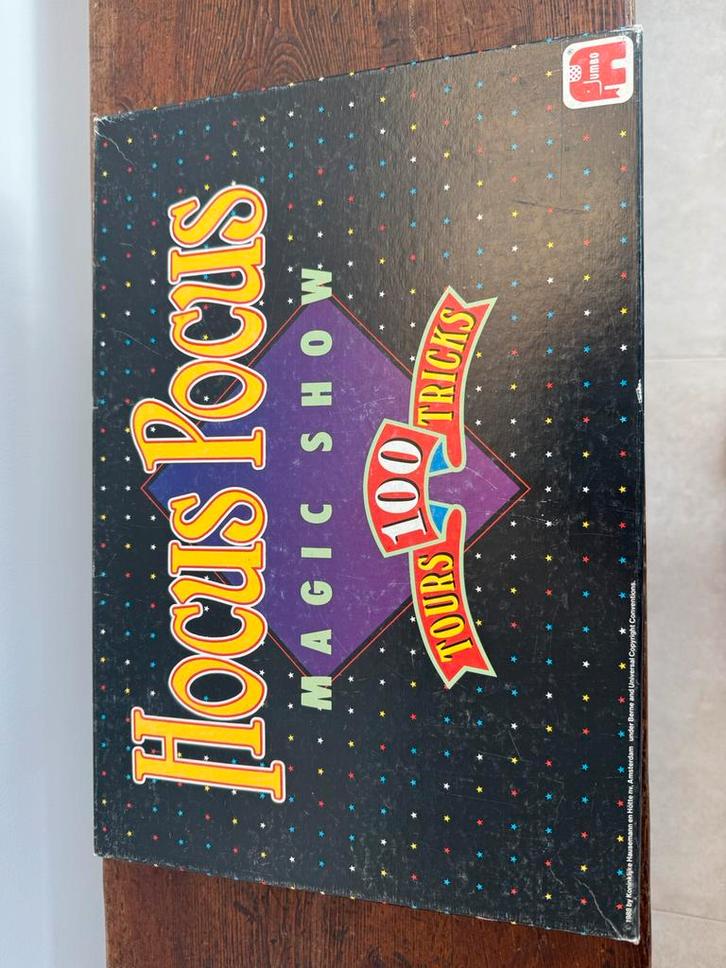 JUMBO
HOCUS POCUS
MAGIC SHOW
TOURS 100 TRICKS
© 1988 by Koninklijke Hausemann en Hötte nv, Amsterdam under Berne and Universal Copyright Conventions.